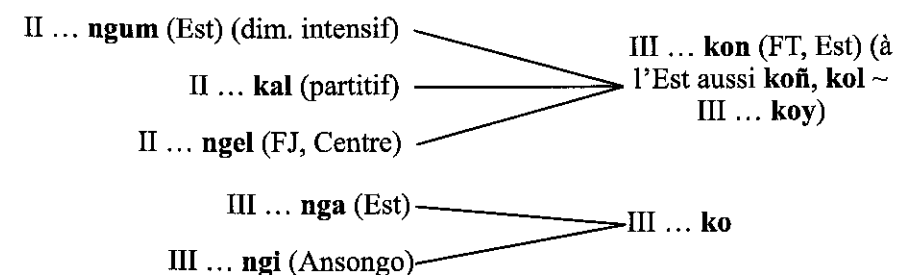 II … ngum (Est) (dim. intensif)
II … kal (partitif)
II … ngel (FJ, Centre)
III … kon (FT, Est) (à
l'Est aussi koñ, kol ~
III … koy)
III … nga (Est)
III … ngi (Ansongo)
III … ko